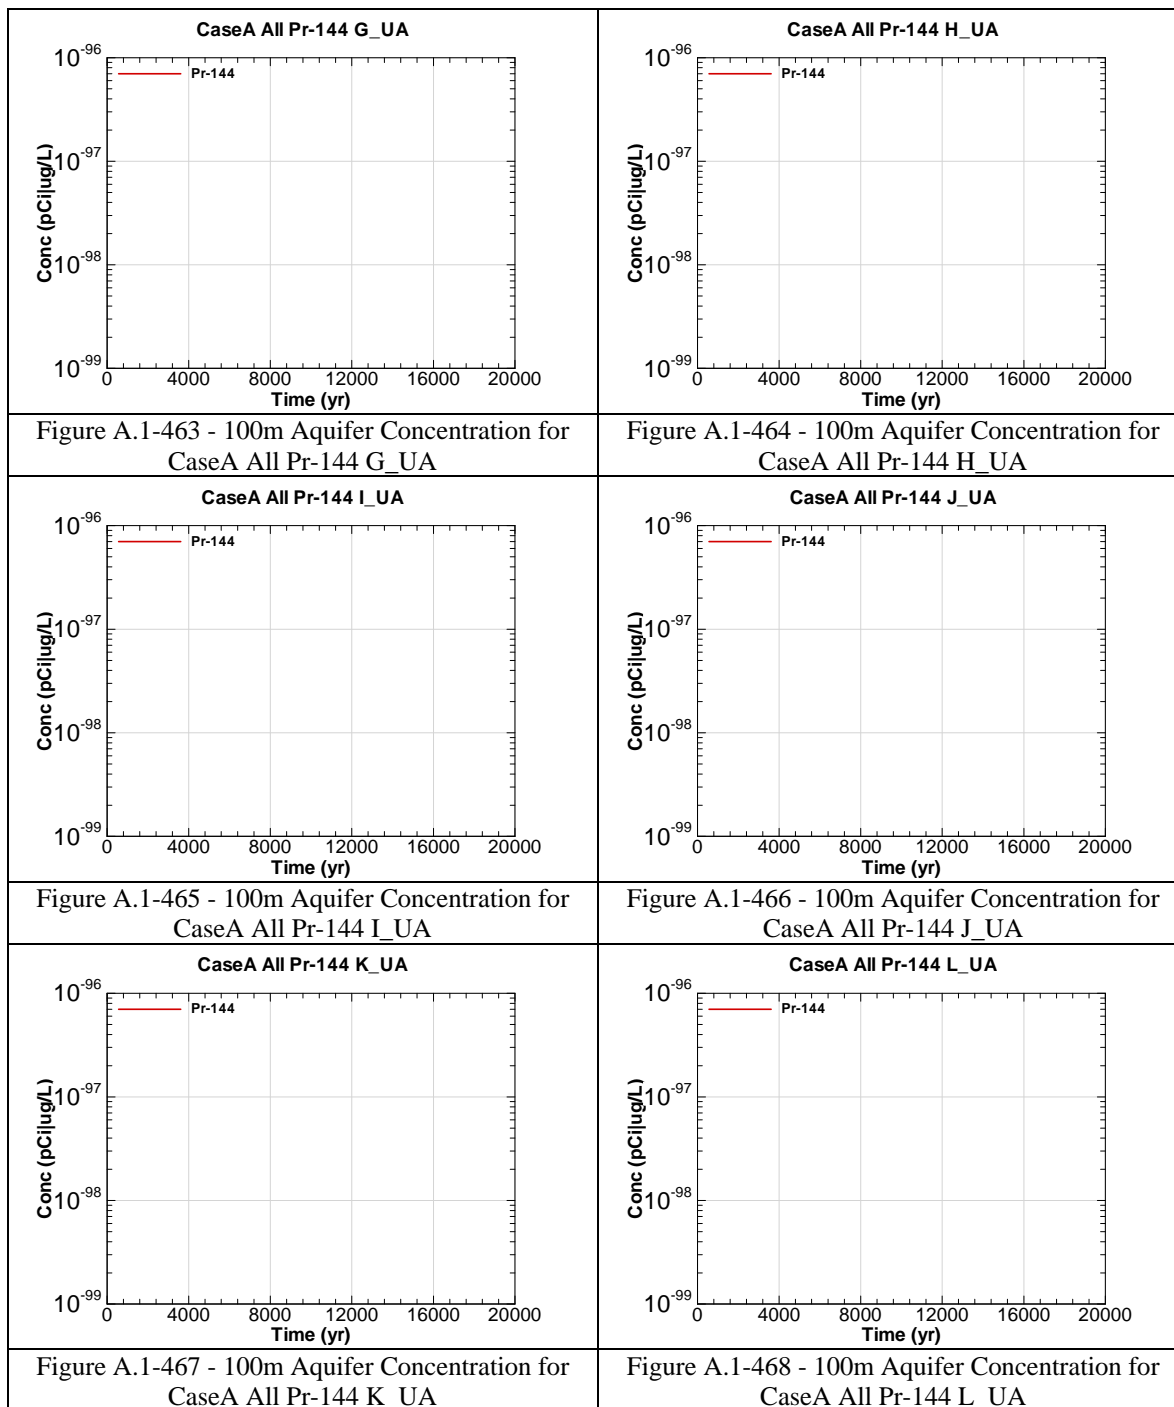 CaseA All Pr-144 G_UA
10-96
Pr-144
10-97
Conc (pCi|ug/L)
10-98
10-99
0 4000 8000 12000 16000 20000
Time (yr)
Figure A.1-463 - 100m Aquifer Concentration for
CaseA All Pr-144 G_UA
CaseA All Pr-144 H_UA
10-96
Pr-144
10-97
Conc (pCi|ug/L)
10-98
10-99
0 4000 8000 12000 16000 20000
Time (yr)
Figure A.1-464 - 100m Aquifer Concentration for
CaseA All Pr-144 H_UA
CaseA All Pr-144 I_UA
10-96
Pr-144
10-97
Conc (pCi|ug/L)
10-98
10-99
0 4000 8000 12000 16000 20000
Time (yr)
Figure A.1-465 - 100m Aquifer Concentration for
CaseA All Pr-144 I_UA
CaseA All Pr-144 J_UA
10-96
Pr-144
10-97
Conc (pCi|ug/L)
10-98
10-99
0 4000 8000 12000 16000 20000
Time (yr)
Figure A.1-466 - 100m Aquifer Concentration for
CaseA All Pr-144 J_UA
CaseA All Pr-144 K_UA
10-96
Pr-144
10-97
Conc (pCi|ug/L)
10-98
10-99
0 4000 8000 12000 16000 20000
Time (yr)
Figure A.1-467 - 100m Aquifer Concentration for
CaseA All Pr-144 K_UA
CaseA All Pr-144 L_UA
10-96
Pr-144
10-97
Conc (pCi|ug/L)
10-98
10-99
0 4000 8000 12000 16000 20000
Time (yr)
Figure A.1-468 - 100m Aquifer Concentration for
CaseA All Pr-144 L_UA